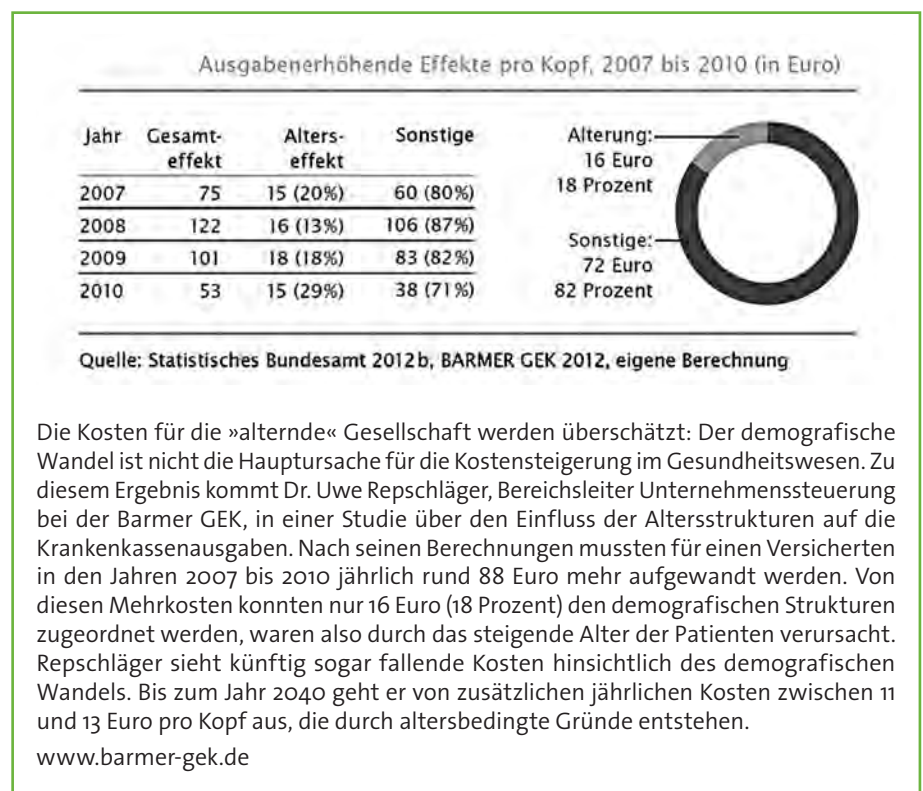 Ausgabenerhöhende Effekte pro Kopf, 2007 bis 2010 (in Euro)
Jahr Gesamt- Alters- Sonstige
effekt effekt
2007 75 15 (20%) 60 (80%)
2008 122 16 (13%) 106 (87%)
2009 101 18 (18%) 83 (82%)
2010 53 15 (29%) 38 (71%)
Alterung:
16 Euro
18 Prozent
Sonstige:
72 Euro
82 Prozent
Quelle: Statistisches Bundesamt 2012b, BARMER GEK 2012, eigene Berechnung
Die Kosten für die »alternde« Gesellschaft werden überschätzt: Der demografische
Wandel ist nicht die Hauptursache für die Kostensteigerung im Gesundheitswesen. Zu
diesem Ergebnis kommt Dr. Uwe Repschläger, Bereichsleiter Unternehmenssteuerung
bei der Barmer GEK, in einer Studie über den Einfluss der Altersstrukturen auf die
Krankenkassenausgaben. Nach seinen Berechnungen mussten für einen Versicherten
in den Jahren 2007 bis 2010 jährlich rund 88 Euro mehr aufgewandt werden. Von
diesen Mehrkosten konnten nur 16 Euro (18 Prozent) den demografischen Strukturen
zugeordnet werden, waren also durch das steigende Alter der Patienten verursacht.
Repschläger sieht künftig sogar fallende Kosten hinsichtlich des demografischen
Wandels. Bis zum Jahr 2040 geht er von zusätzlichen jährlichen Kosten zwischen 11
und 13 Euro pro Kopf aus, die durch altersbedingte Gründe entstehen.
www.barmer-gek.de